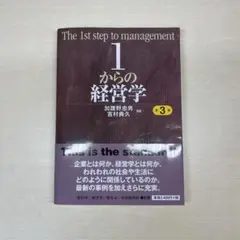 The 1st step to management
1
からの
経営学
加護野忠男
吉村典久
第3版
This is the standard
企業とは何か、経営学とは何か、
われわれの社会や生活に
どのように関係しているのか、
最新の事例を加えさらに充実。